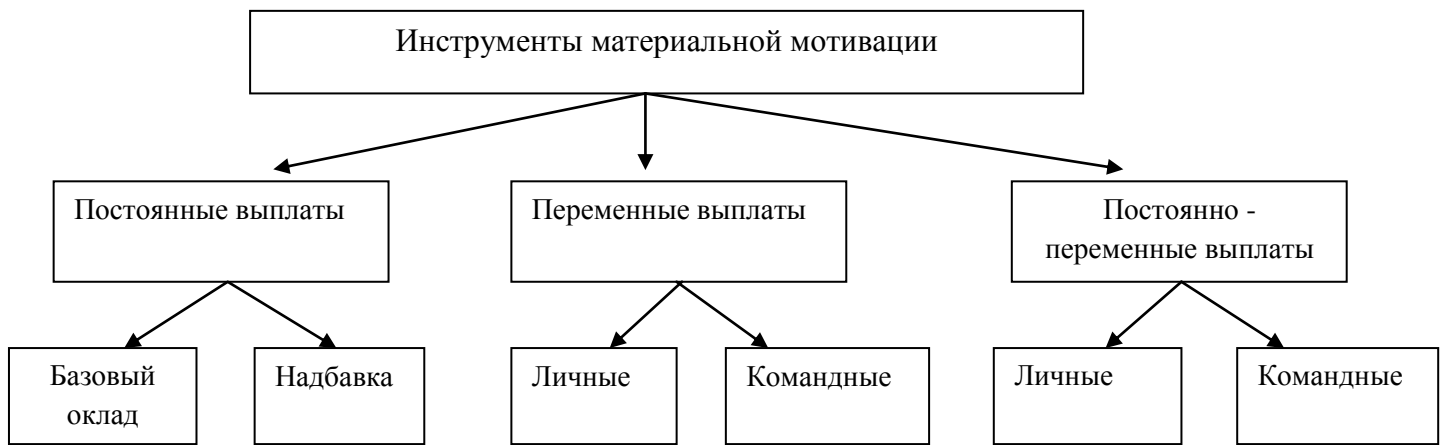 Инструменты материальной мотивации
Постоянные выплаты
Переменные выплаты
Постоянно -
переменные выплаты
Базовый
оклад
Надбавка
Личные
Командные
Личные
Командные